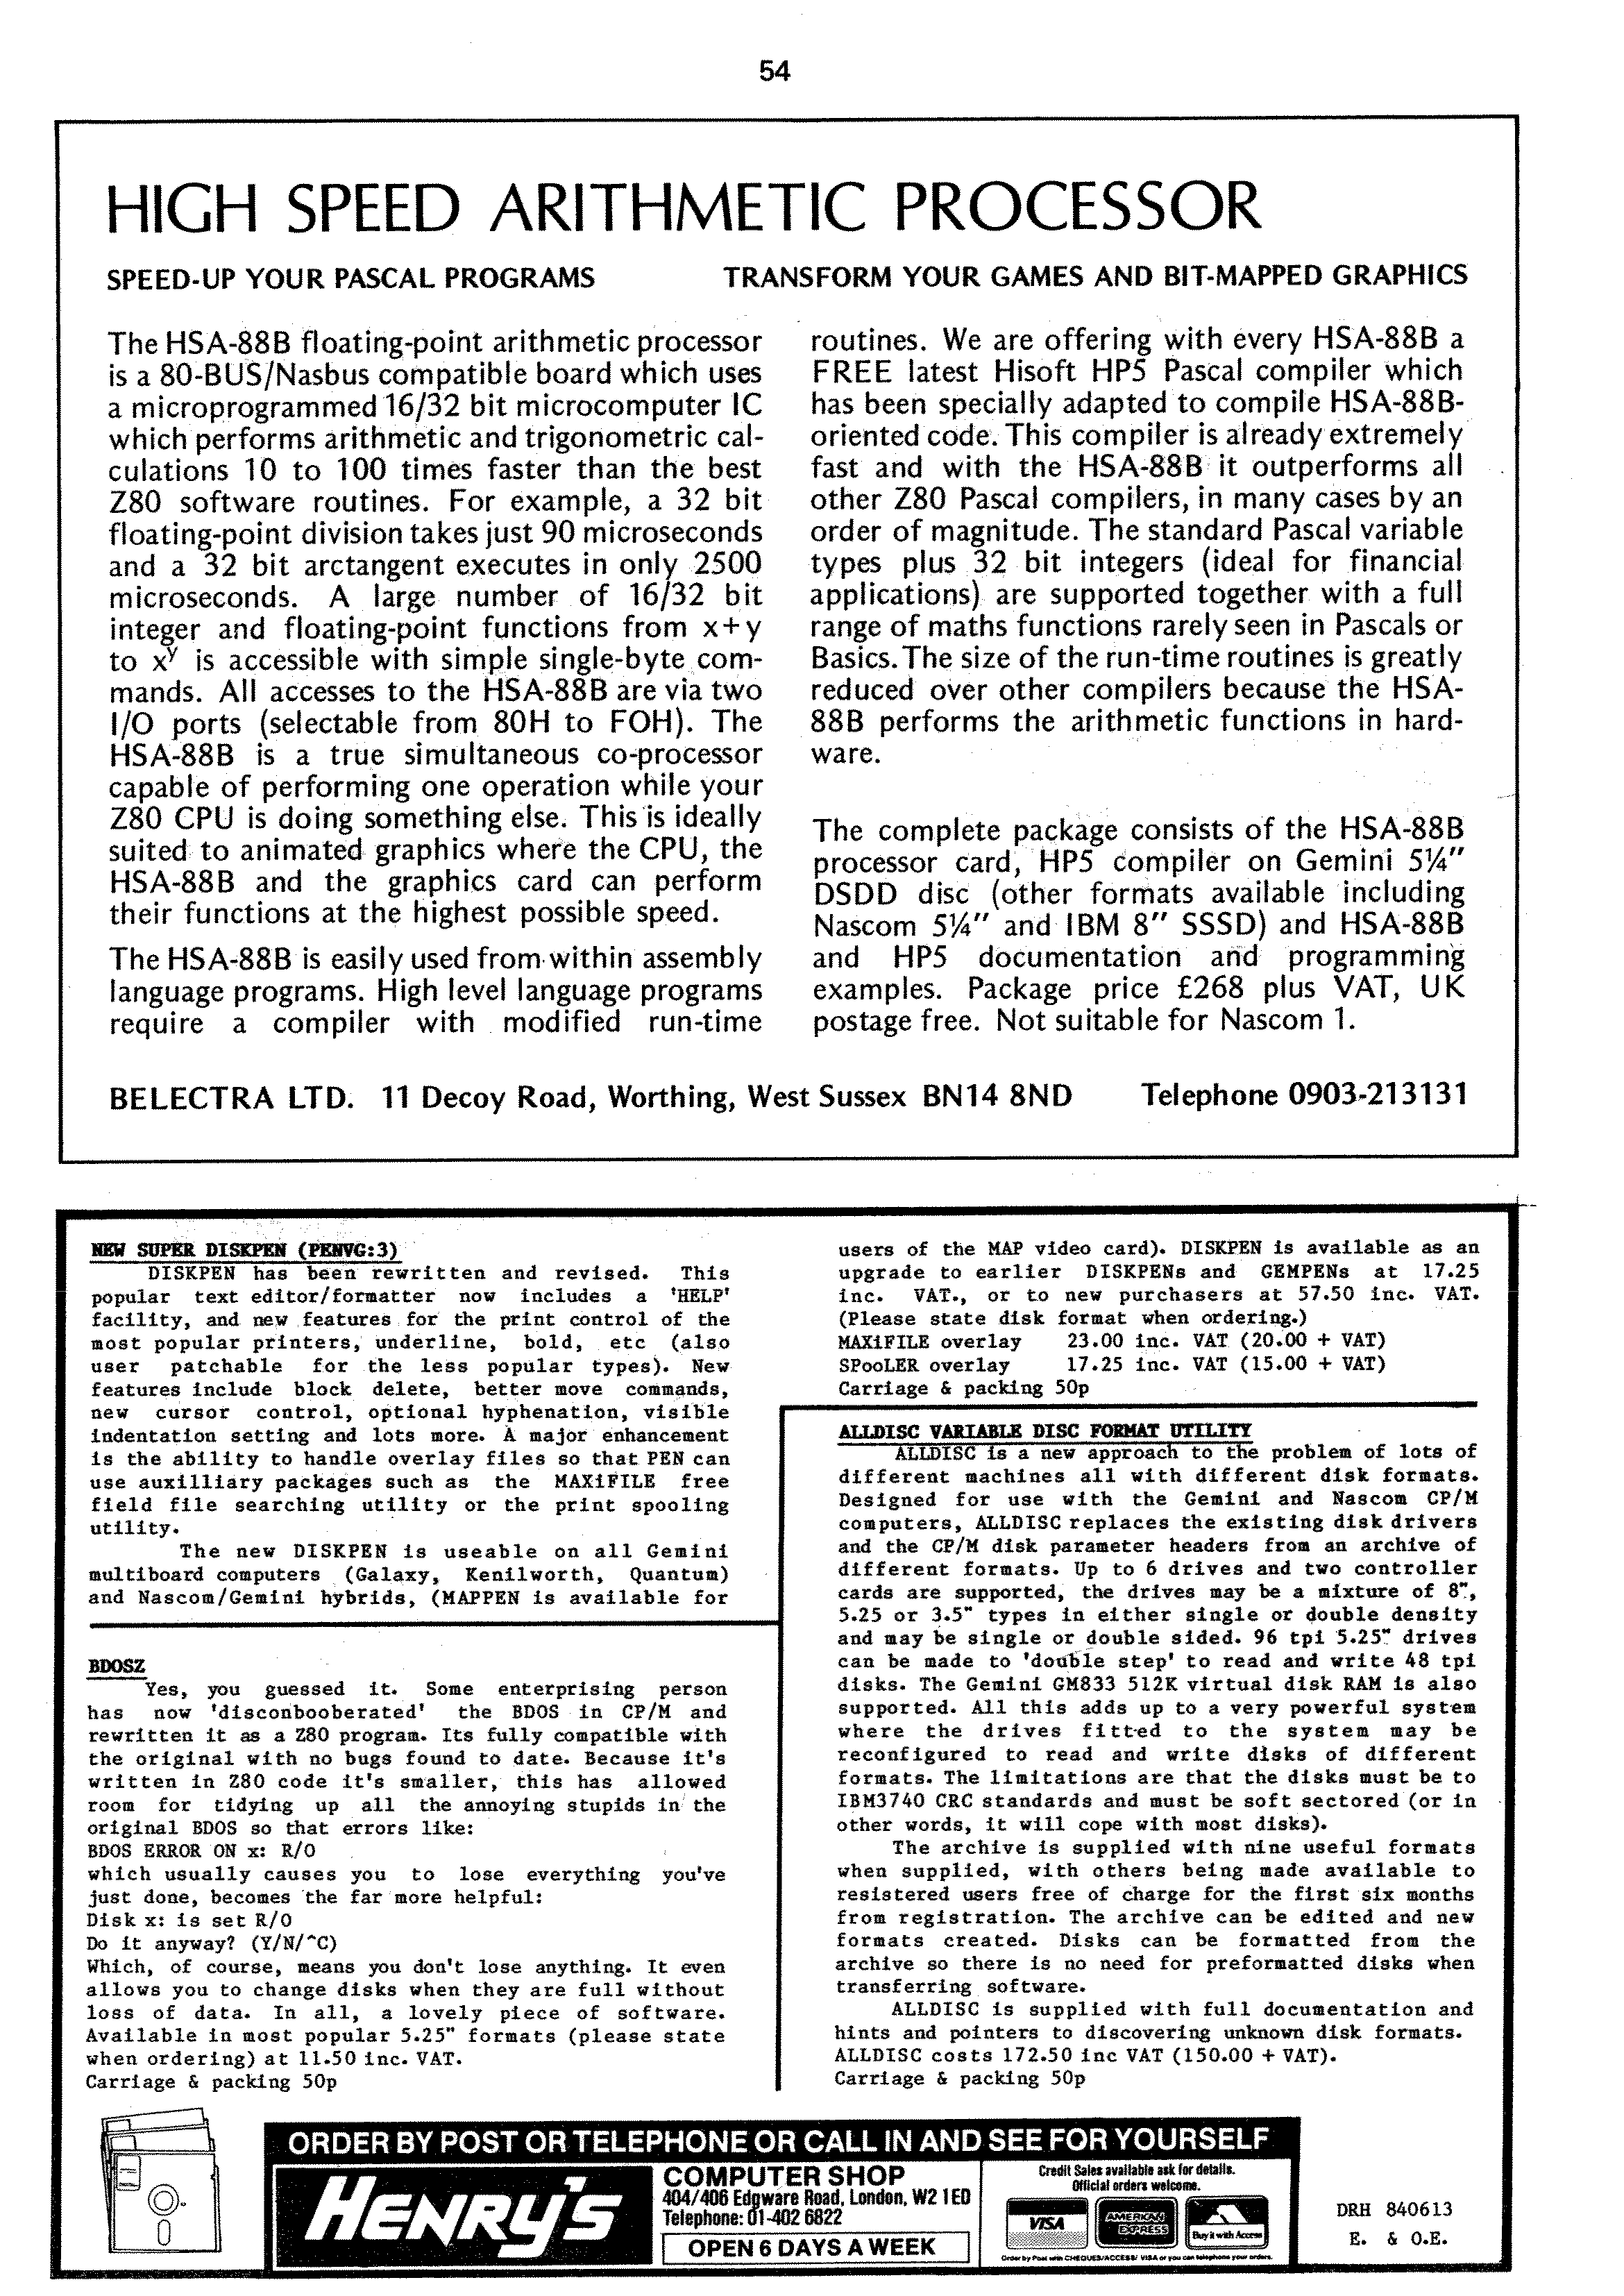 54
HIGH SPEED ARITHMETIC PROCESSOR
SPEED-UP YOUR PASCAL PROGRAMS TRANSFORM YOUR GAMES AND BIT-MAPPED GRAPHICS
The HSA-88B floating-point arithmetic processor
is a 80-BUS/Nasbus compatible board which uses
a microprogrammed 16/32 bit microcomputer IC
which performs arithmetic and trigonometric cal-
culations 10 to 100 times faster than the best
Z80 software routines. For example, a 32 bit
floating-point division takes just 90 microseconds
and a 32 bit arctangent executes in only 2500
microseconds. A large number of 16/32 bit
integer and floating-point functions from x+y
to xʸ is accessible with simple single-byte com-
mands. All accesses to the HSA-88B are via two
I/O ports (selectable from 80H to FOH). The
HSA-88B is a true simultaneous co-processor
capable of performing one operation while your
Z80 CPU is doing something else. This is ideally
suited to animated graphics where the CPU, the
HSA-88B and the graphics card can perform
their functions at the highest possible speed.
The HSA-88B is easily used from within assembly
language programs. High level language programs
require a compiler with modified run-time
routines. We are offering with every HSA-88B a
FREE latest Hisoft HP5 Pascal compiler which
has been specially adapted to compile HSA-88B-
oriented code. This compiler is already extremely
fast and with the HSA-88B it outperforms all
other Z80 Pascal compilers, in many cases by an
order of magnitude. The standard Pascal variable
types plus 32 bit integers (ideal for financial
applications) are supported together with a full
range of maths functions rarely seen in Pascals or
Basics. The size of the run-time routines is greatly
reduced over other compilers because the HSA-
88B performs the arithmetic functions in hard-
ware.
The complete package consists of the HSA-88B
processor card, HP5 compiler on Gemini 5¼"
DSDD disc (other formats available including
Nascom 5¼" and IBM 8" SSSD) and HSA-88B
and HP5 documentation and programming
examples. Package price £268 plus VAT, UK
postage free. Not suitable for Nascom 1.
BELECTRA LTD. 11 Decoy Road, Worthing, West Sussex BN14 8ND Telephone 0903-213131
NEW SUPER DISKPEN (PENVG:3)
DISKPEN has been rewritten and revised. This
popular text editor/formatter now includes a 'HELP'
facility, and new features for the print control of the
most popular printers, underline, bold, etc (also
user patchable for the less popular types). New
features include block delete, better move commands,
new cursor control, optional hyphenation, visible
indentation setting and lots more. A major enhancement
is the ability to handle overlay files so that PEN can
use auxilliary packages such as the MAXiFILE free
field file searching utility or the print spooling
utility.
The new DISKPEN is useable on all Gemini
multiboard computers (Galaxy, Kenilworth, Quantum)
and Nascom/Gemini hybrids, (MAPPEN is available for
users of the MAP video card). DISKPEN is available as an
upgrade to earlier DISKPENs and GEMPENs at 17.25
inc. VAT., or to new purchasers at 57.50 inc. VAT.
(Please state disk format when ordering.)
MAXiFILE overlay 23.00 inc. VAT (20.00 + VAT)
SPooLER overlay 17.25 inc. VAT (15.00 + VAT)
Carriage & packing 50p
BDOSZ
Yes, you guessed it. Some enterprising person
has now 'disconbooberated' the BDOS in CP/M and
rewritten it as a Z80 program. Its fully compatible with
the original with no bugs found to date. Because it's
written in Z80 code it's smaller, this has allowed
room for tidying up all the annoying stupids in the
original BDOS so that errors like:
BDOS ERROR ON x: R/O
which usually causes you to lose everything you've
just done, becomes the far more helpful:
Disk x: is set R/O
Do it anyway? (Y/N/^C)
Which, of course, means you don't lose anything. It even
allows you to change disks when they are full without
loss of data. In all, a lovely piece of software.
Available in most popular 5.25" formats (please state
when ordering) at 11.50 inc. VAT.
Carriage & packing 50p
ALLDISC VARIABLE DISC FORMAT UTILITY
ALLDISC is a new approach to the problem of lots of
different machines all with different disk formats.
Designed for use with the Gemini and Nascom CP/M
computers, ALLDISC replaces the existing disk drivers
and the CP/M disk parameter headers from an archive of
different formats. Up to 6 drives and two controller
cards are supported, the drives may be a mixture of 8",
5.25 or 3.5" types in either single or double density
and may be single or double sided. 96 tpi 5.25" drives
can be made to 'double step' to read and write 48 tpi
disks. The Gemini GM833 512K virtual disk RAM is also
supported. All this adds up to a very powerful system
where the drives fitted to the system may be
reconfigured to read and write disks of different
formats. The limitations are that the disks must be to
IBM3740 CRC standards and must be soft sectored (or in
other words, it will cope with most disks).
The archive is supplied with nine useful formats
when supplied, with others being made available to
resistered users free of charge for the first six months
from registration. The archive can be edited and new
formats created. Disks can be formatted from the
archive so there is no need for preformatted disks when
transferring software.
ALLDISC is supplied with full documentation and
hints and pointers to discovering unknown disk formats.
ALLDISC costs 172.50 inc VAT (150.00 + VAT).
Carriage & packing 50p
ORDER BY POST OR TELEPHONE OR CALL IN AND SEE FOR YOURSELF
HENRY'S
COMPUTER SHOP
404/406 Edgware Road, London, W2 1ED
Telephone: 01-402 6822
OPEN 6 DAYS A WEEK
Credit Sales available ask for details.
Official orders welcome.
VISA
AMERICAN EXPRESS
Buy it with Access
Order by Post with CHEQUES/ACCESS/ VISA or you can telephone your orders.
DRH 840613
E. & O.E.